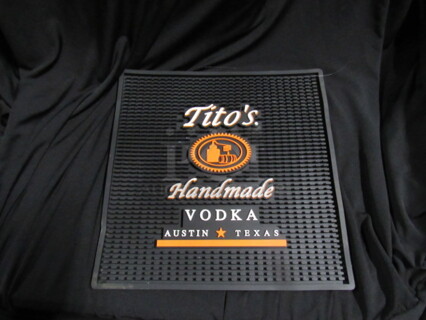 Tito's.
Handmade
VODKA
AUSTIN ★ TEXAS